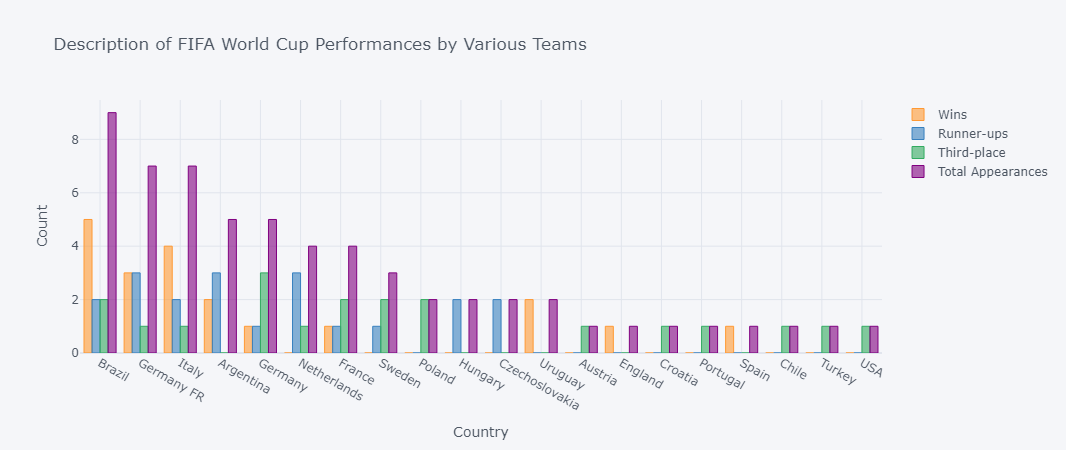 Description of FIFA World Cup Performances by Various Teams
Wins
Runner-ups
Third-place
Total Appearances
Count
8
6
4
2
0
Brazil
Germany FR
Italy
Argentina
Germany
Netherlands
France
Sweden
Poland
Hungary
Czechoslovakia
Uruguay
Austria
England
Croatia
Portugal
Spain
Chile
Turkey
USA
Country